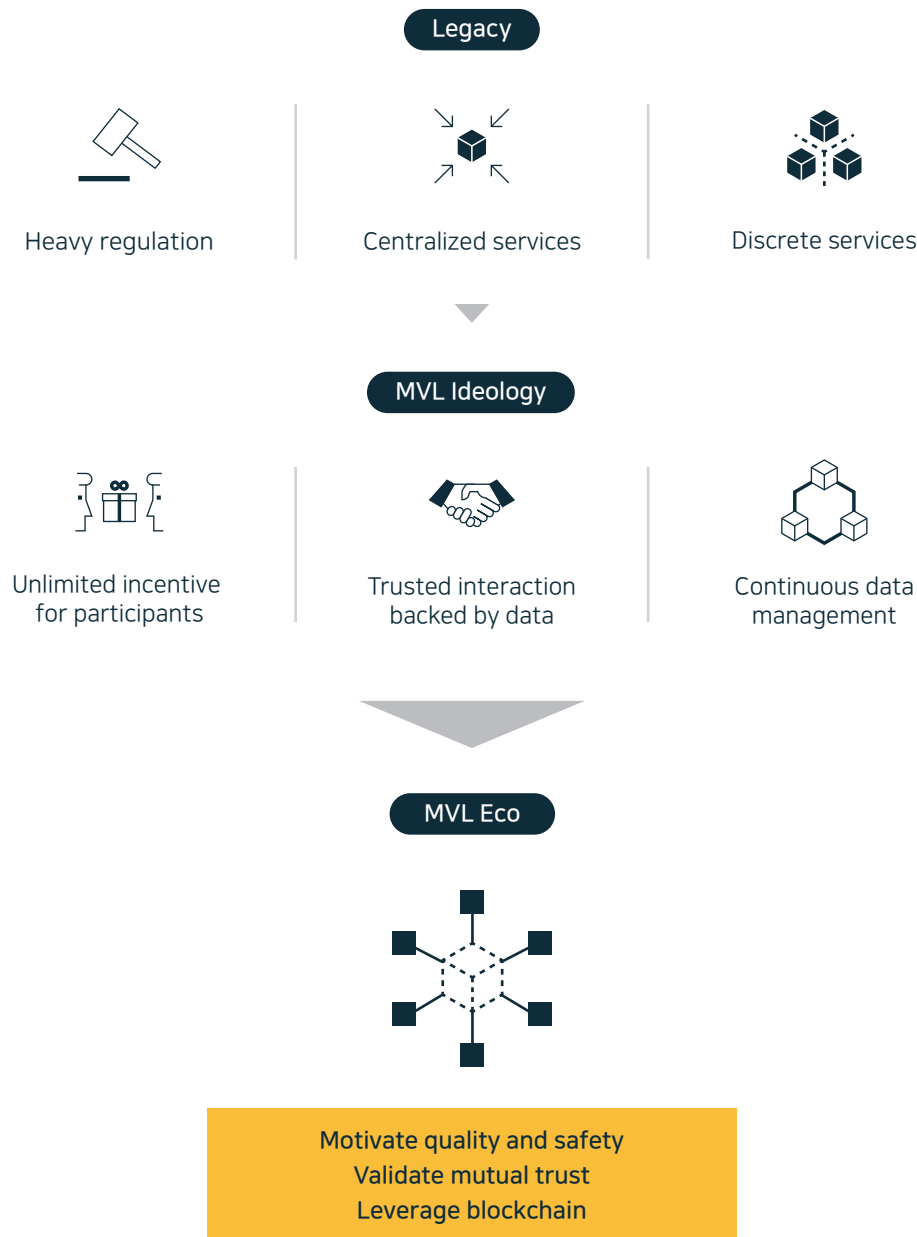 Legacy
Heavy regulation
Centralized services
Discrete services
MVL Ideology
Unlimited incentive
for participants
Trusted interaction
backed by data
Continuous data
management
MVL Eco
Motivate quality and safety
Validate mutual trust
Leverage blockchain